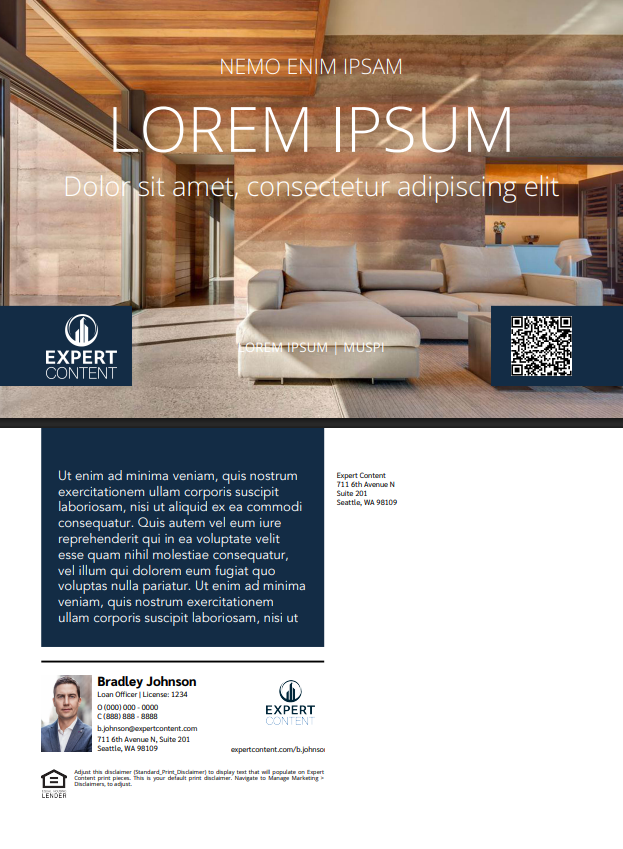 NEMO ENIM IPSAM
LOREM IPSUM
Dolor sit amet, consectetur adipiscing elit
EXPERT
CONTENT
LOREM IPSUM | MUSPI
Ut enim ad minima veniam, quis nostrum
exercitationem ullam corporis suscipit
laboriosam, nisi ut aliquid ex ea commodi
consequatur. Quis autem vel eum iure
reprehenderit qui in ea voluptate velit
esse quam nihil molestiae consequatur,
vel illum qui dolorem eum fugiat quo
voluptas nulla pariatur. Ut enim ad minima
veniam, quis nostrum exercitationem
ullam corporis suscipit laboriosam, nisi ut
Expert Content
711 6th Avenue N
Suite 201
Seattle, WA 98109
Bradley Johnson
Loan Officer | License: 1234
O (000) 000 - 0000
C (888) 888 - 8888
b.johnson@expertcontent.com
711 6th Avenue N, Suite 201
Seattle, WA 98109
EXPERT
CONTENT
expertcontent.com/b.johnso
Adjust this disclaimer (Standard_Print_Disclaimer) to display text that will populate on Expert
Content print pieces. This is your default print disclaimer. Navigate to Manage Marketing >
Disclaimers, to adjust.
LENDER